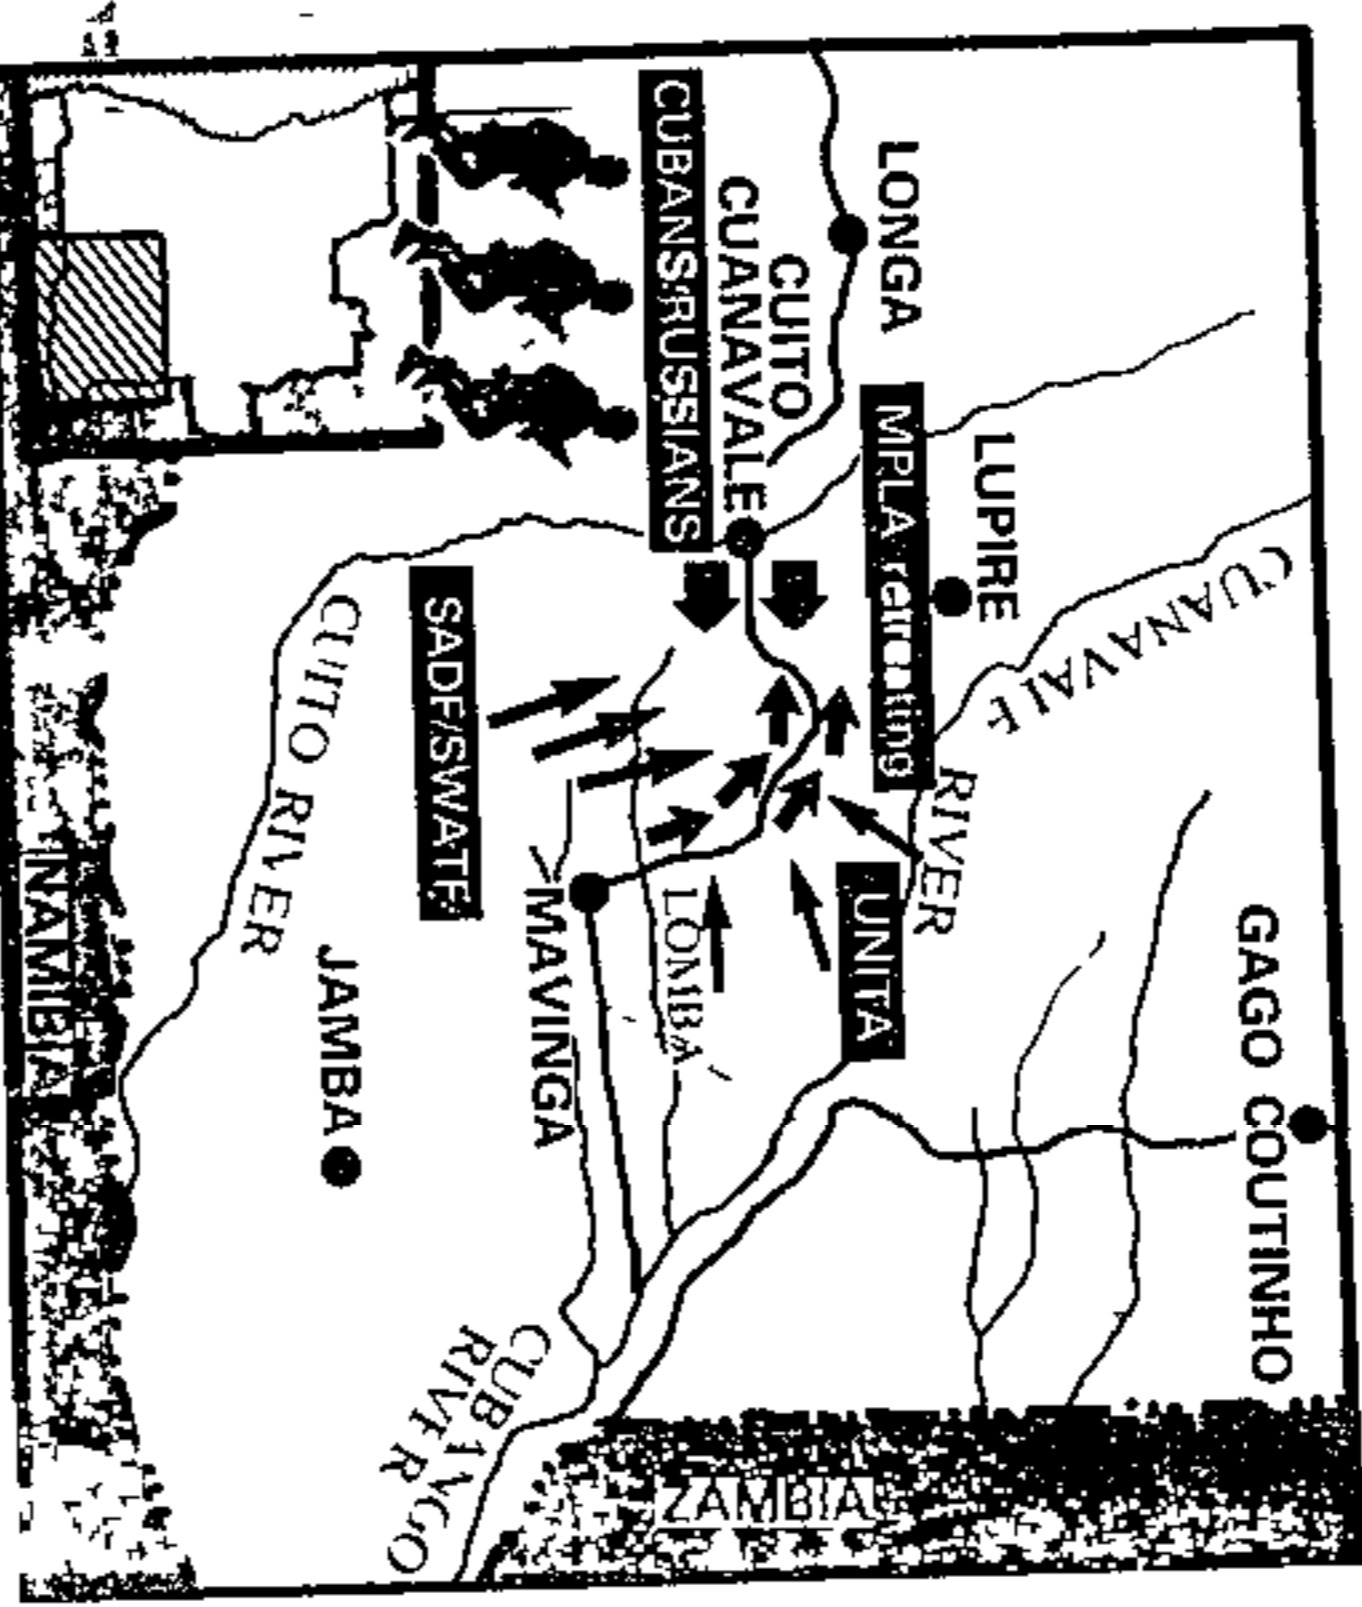 GAGO COUTINHO
LONGA
LUPIRE
CUANAVALE
RIVER
MPLA retreating
CUITO
CUANAVALE
CUBANS/RUSSIANS
UNITA
LOMBA
MAVINGA
SADF/SWATF
CUITO RIVER
JAMBA
CUBANGO
RIVER
ZAMBIA
NAMIBIA